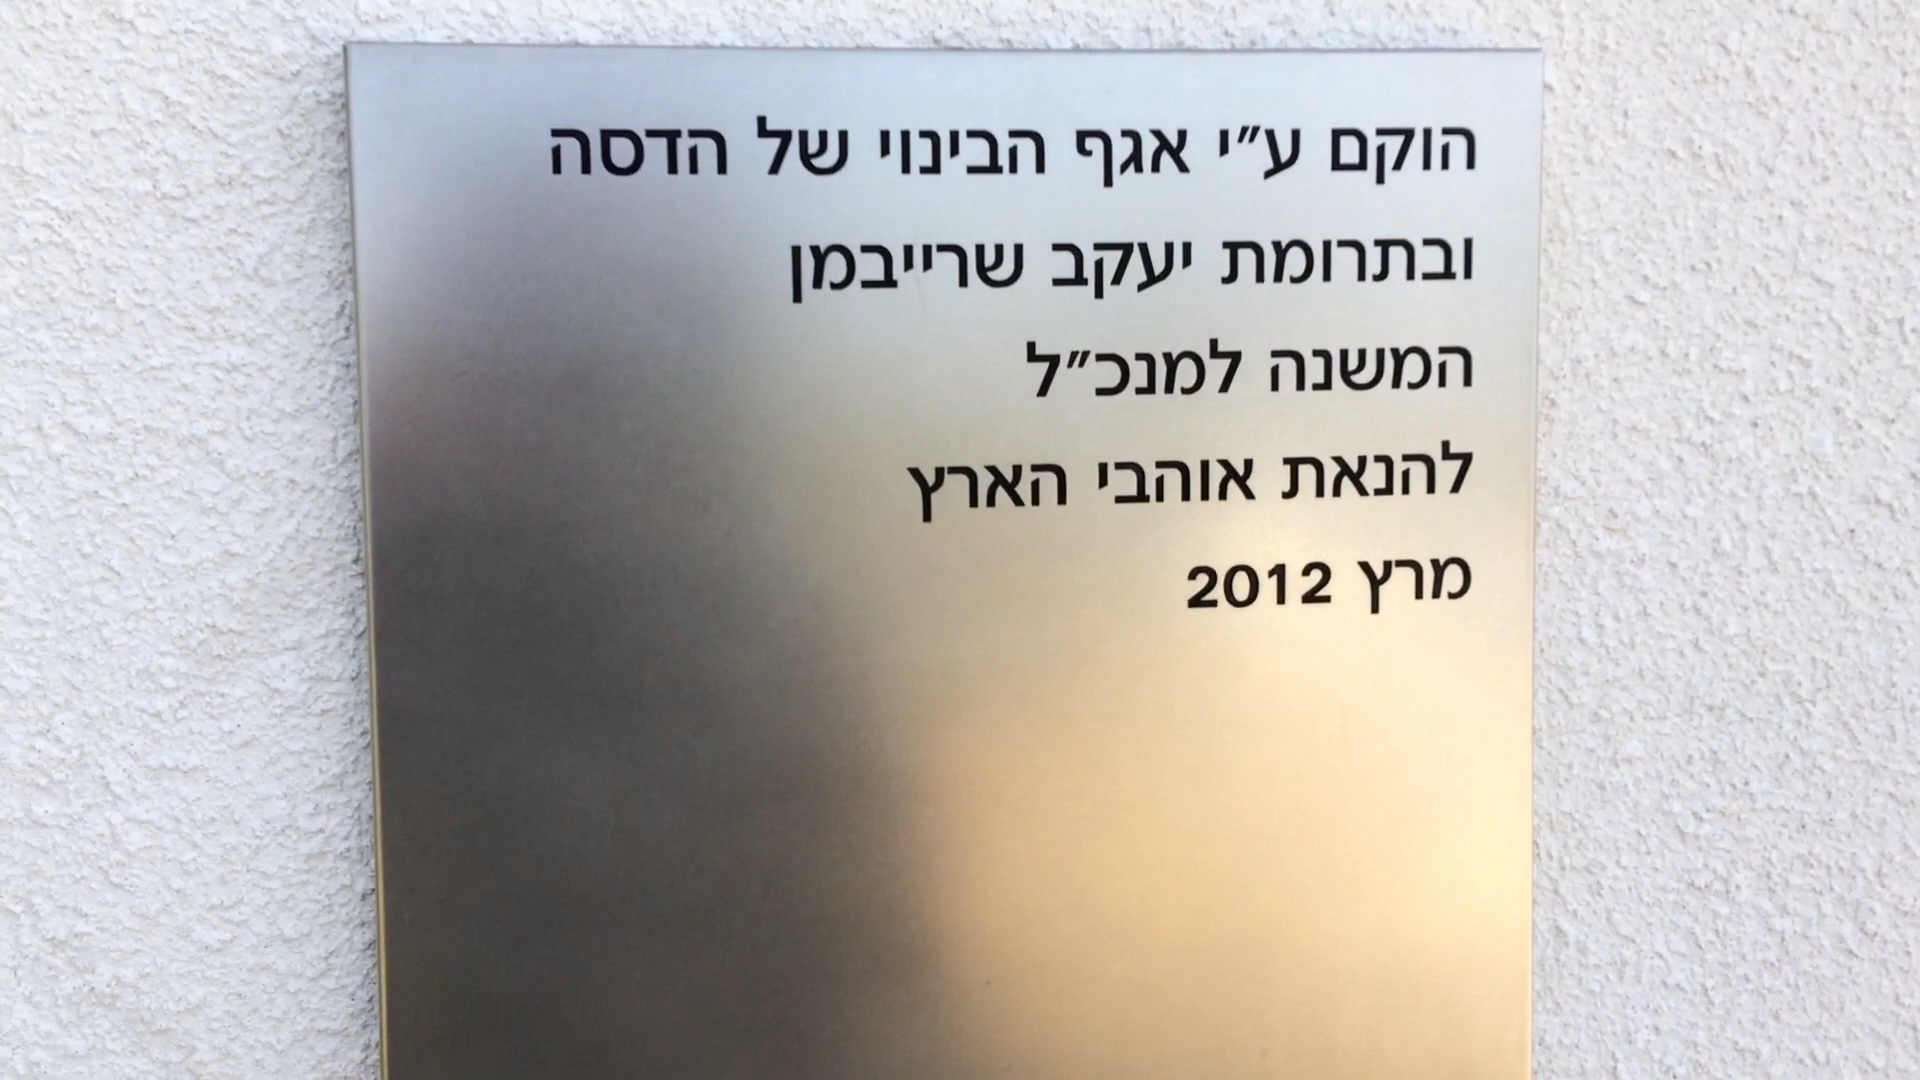 הוקם ע״י אגף הבינוי של הדסה
ובתרומת יעקב שרייבמן
המשנה למנכ״ל
להנאת אוהבי הארץ
מרץ 2012